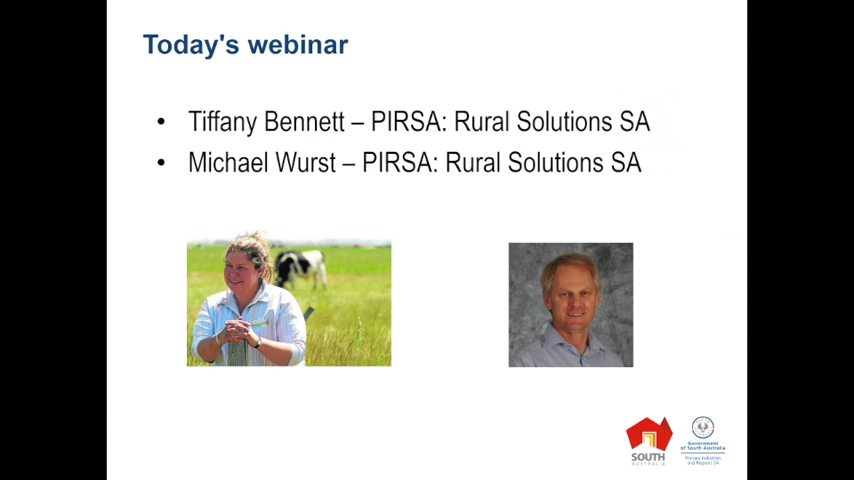 Today's webinar
• Tiffany Bennett – PIRSA: Rural Solutions SA
• Michael Wurst – PIRSA: Rural Solutions SA
SOUTH
AUSTRALIA
Government
of South Australia
Primary Industries
and Regions SA